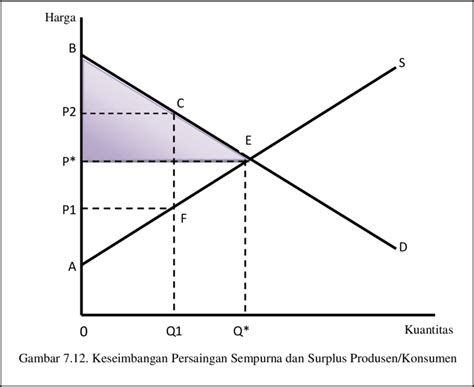 Harga
B
S
P2
C
E
P*
P1
F
A
D
0
Q1
Q*
Kuantitas
Gambar 7.12. Keseimbangan Persaingan Sempurna dan Surplus Produsen/Konsumen